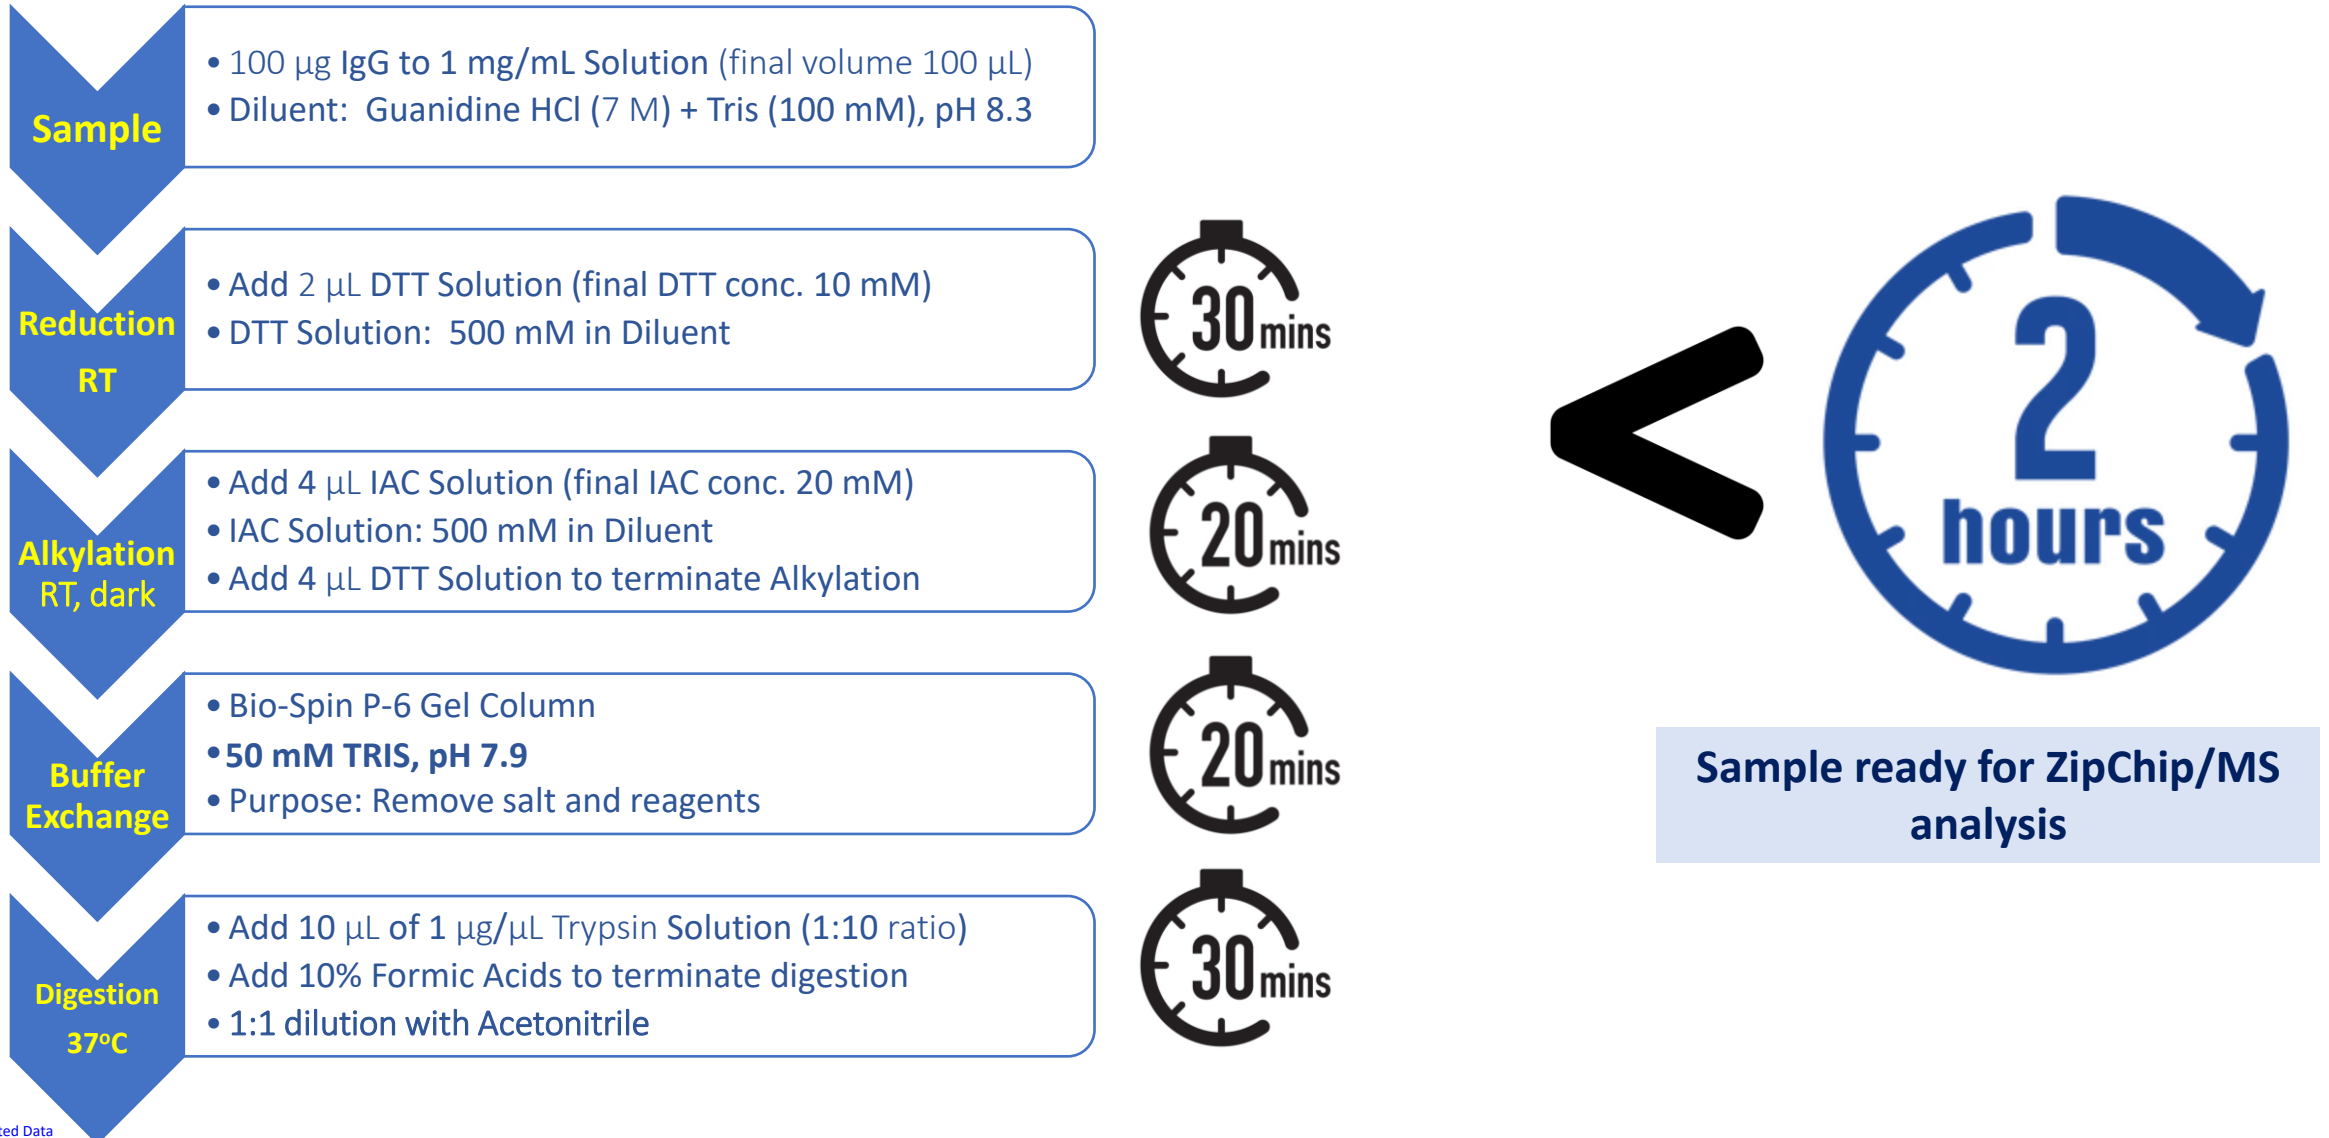 Sample
• 100 µg IgG to 1 mg/mL Solution (final volume 100 µL)
• Diluent: Guanidine HCl (7 M) + Tris (100 mM), pH 8.3
Reduction
RT
• Add 2 µL DTT Solution (final DTT conc. 10 mM)
• DTT Solution: 500 mM in Diluent
30 mins
Alkylation
RT, dark
• Add 4 µL IAC Solution (final IAC conc. 20 mM)
• IAC Solution: 500 mM in Diluent
• Add 4 µL DTT Solution to terminate Alkylation
20 mins
Buffer
Exchange
• Bio-Spin P-6 Gel Column
• 50 mM TRIS, pH 7.9
• Purpose: Remove salt and reagents
20 mins
Digestion
37°C
• Add 10 µL of 1 µg/µL Trypsin Solution (1:10 ratio)
• Add 10% Formic Acids to terminate digestion
• 1:1 dilution with Acetonitrile
30 mins
<
2
hours
Sample ready for ZipChip/MS
analysis
Data